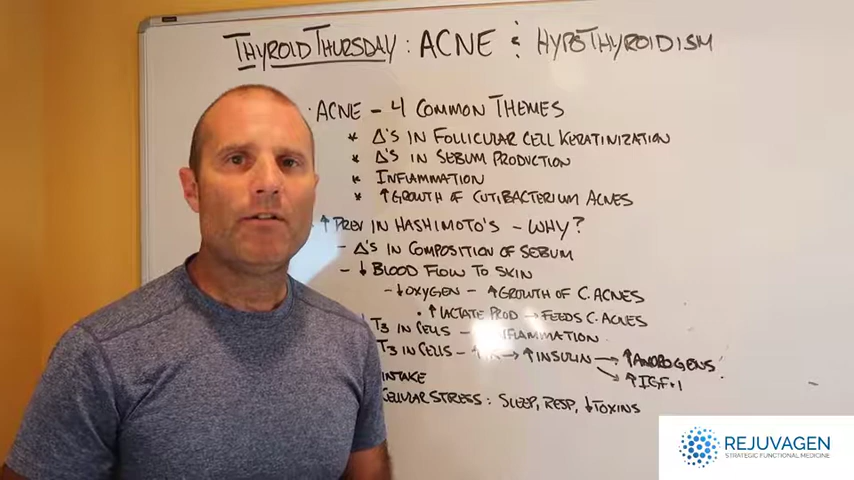 THYROID THURSDAY: ACNE & HYPOTHYROIDISM
· ACNE - 4 COMMON THEMES
* Δ'S IN FOLLICULAR CELL KERATINIZATION
* Δ'S IN SEBUM PRODUCTION
* INFLAMMATION
* ↑GROWTH OF CUTIBACTERIUM ACNES
↑ PREV IN HASHIMOTO'S - WHY?
- Δ'S IN COMPOSITION OF SEBUM
- ↓ BLOOD FLOW TO SKIN
- ↓OXYGEN - ↑GROWTH OF C. ACNES
· ↑ LACTATE PROD → FEEDS C. ACNES
T3 IN CELLS - INFLAMMATION
T3 IN CELLS - ↑ → ↑INSULIN → ↑ANDROGENS
↑IGF-1
INTAKE
CELLULAR STRESS: SLEEP, RESP, ↓TOXINS
REJUVAGEN
STRATEGIC FUNCTIONAL MEDICINE